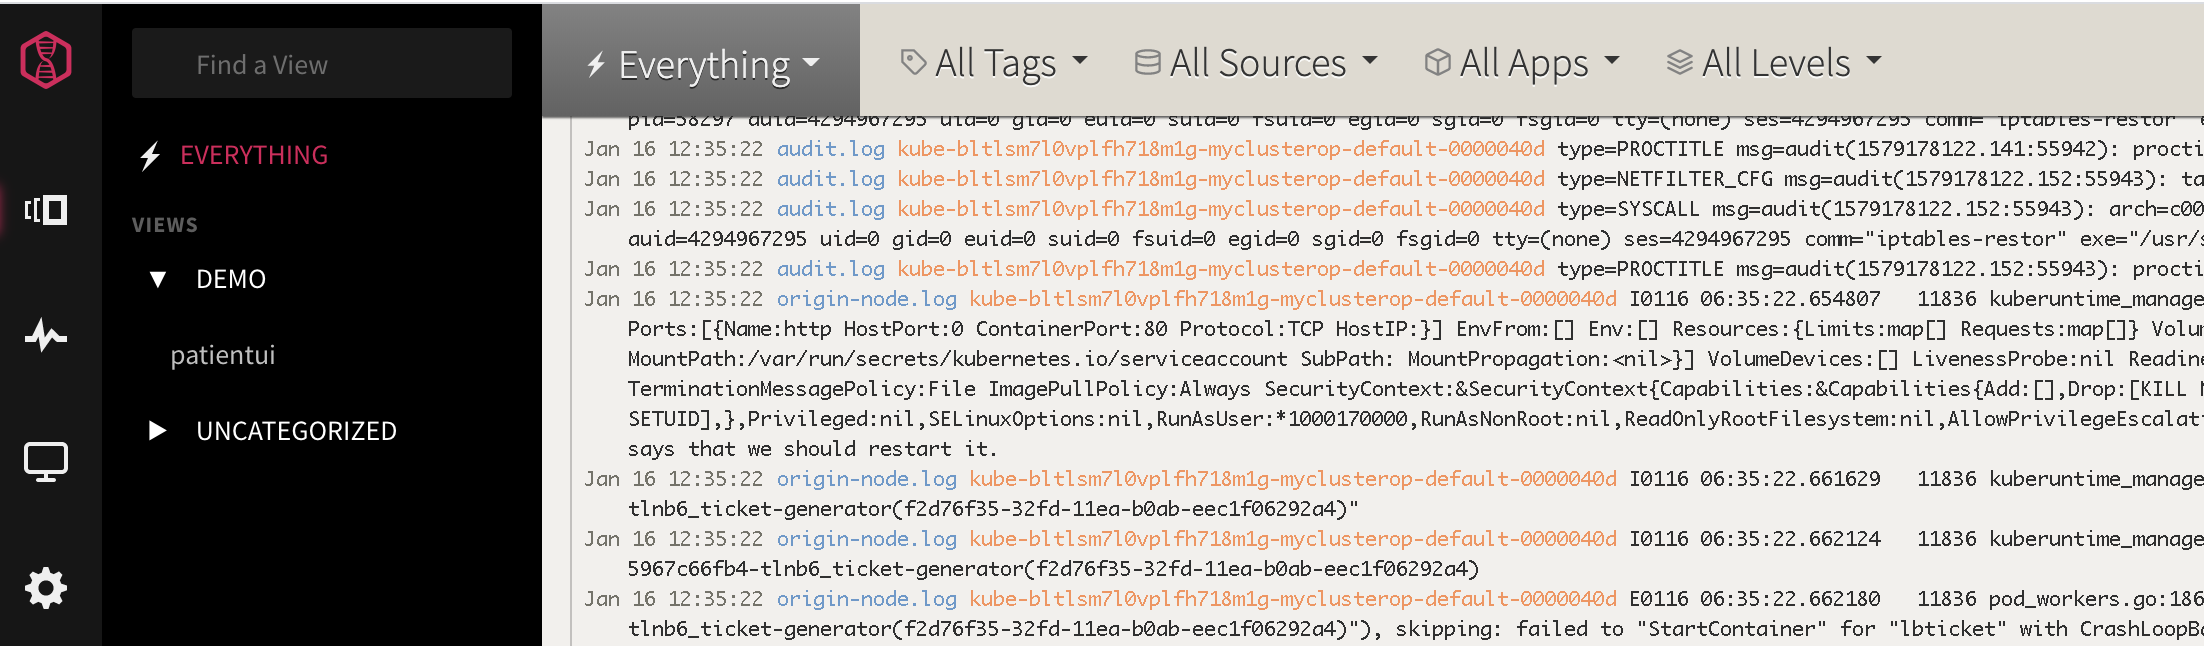 Find a View
EVERYTHING
VIEWS
DEMO
patientui
UNCATEGORIZED
Everything All Tags All Sources All Apps All Levels
pid=58297 auid=4294967295 uid=0 gid=0 euid=0 suid=0 fsuid=0 egid=0 sgid=0 fsgid=0 tty=(none) ses=4294967295 comm="iptables-restor"
Jan 16 12:35:22 audit.log kube-bltlsm7l0vplfh718m1g-myclusterop-default-0000040d type=PROCTITLE msg=audit(1579178122.141:55942): procti
Jan 16 12:35:22 audit.log kube-bltlsm7l0vplfh718m1g-myclusterop-default-0000040d type=NETFILTER_CFG msg=audit(1579178122.152:55943): ta
Jan 16 12:35:22 audit.log kube-bltlsm7l0vplfh718m1g-myclusterop-default-0000040d type=SYSCALL msg=audit(1579178122.152:55943): arch=c00
auid=4294967295 uid=0 gid=0 euid=0 suid=0 fsuid=0 egid=0 sgid=0 fsgid=0 tty=(none) ses=4294967295 comm="iptables-restor" exe="/usr/s
Jan 16 12:35:22 audit.log kube-bltlsm7l0vplfh718m1g-myclusterop-default-0000040d type=PROCTITLE msg=audit(1579178122.152:55943): procti
Jan 16 12:35:22 origin-node.log kube-bltlsm7l0vplfh718m1g-myclusterop-default-0000040d I0116 06:35:22.654807 11836 kuberuntime_manage
Ports:[{Name:http HostPort:0 ContainerPort:80 Protocol:TCP HostIP:}] EnvFrom:[] Env:[] Resources:{Limits:map[] Requests:map[]} Volu
MountPath:/var/run/secrets/kubernetes.io/serviceaccount SubPath: MountPropagation:<nil>}] VolumeDevices:[] LivenessProbe:nil Readine
TerminationMessagePolicy:File ImagePullPolicy:Always SecurityContext:&SecurityContext{Capabilities:&Capabilities{Add:[],Drop:[KILL M
SETUID],},Privileged:nil,SELinuxOptions:nil,RunAsUser:*1000170000,RunAsNonRoot:nil,ReadOnlyRootFilesystem:nil,AllowPrivilegeEscalat
says that we should restart it.
Jan 16 12:35:22 origin-node.log kube-bltlsm7l0vplfh718m1g-myclusterop-default-0000040d I0116 06:35:22.661629 11836 kuberuntime_manage
tlnb6_ticket-generator(f2d76f35-32fd-11ea-b0ab-eec1f06292a4)"
Jan 16 12:35:22 origin-node.log kube-bltlsm7l0vplfh718m1g-myclusterop-default-0000040d I0116 06:35:22.662124 11836 kuberuntime_manage
5967c66fb4-tlnb6_ticket-generator(f2d76f35-32fd-11ea-b0ab-eec1f06292a4)
Jan 16 12:35:22 origin-node.log kube-bltlsm7l0vplfh718m1g-myclusterop-default-0000040d E0116 06:35:22.662180 11836 pod_workers.go:186
tlnb6_ticket-generator(f2d76f35-32fd-11ea-b0ab-eec1f06292a4)"), skipping: failed to "StartContainer" for "lbticket" with CrashLoopBa